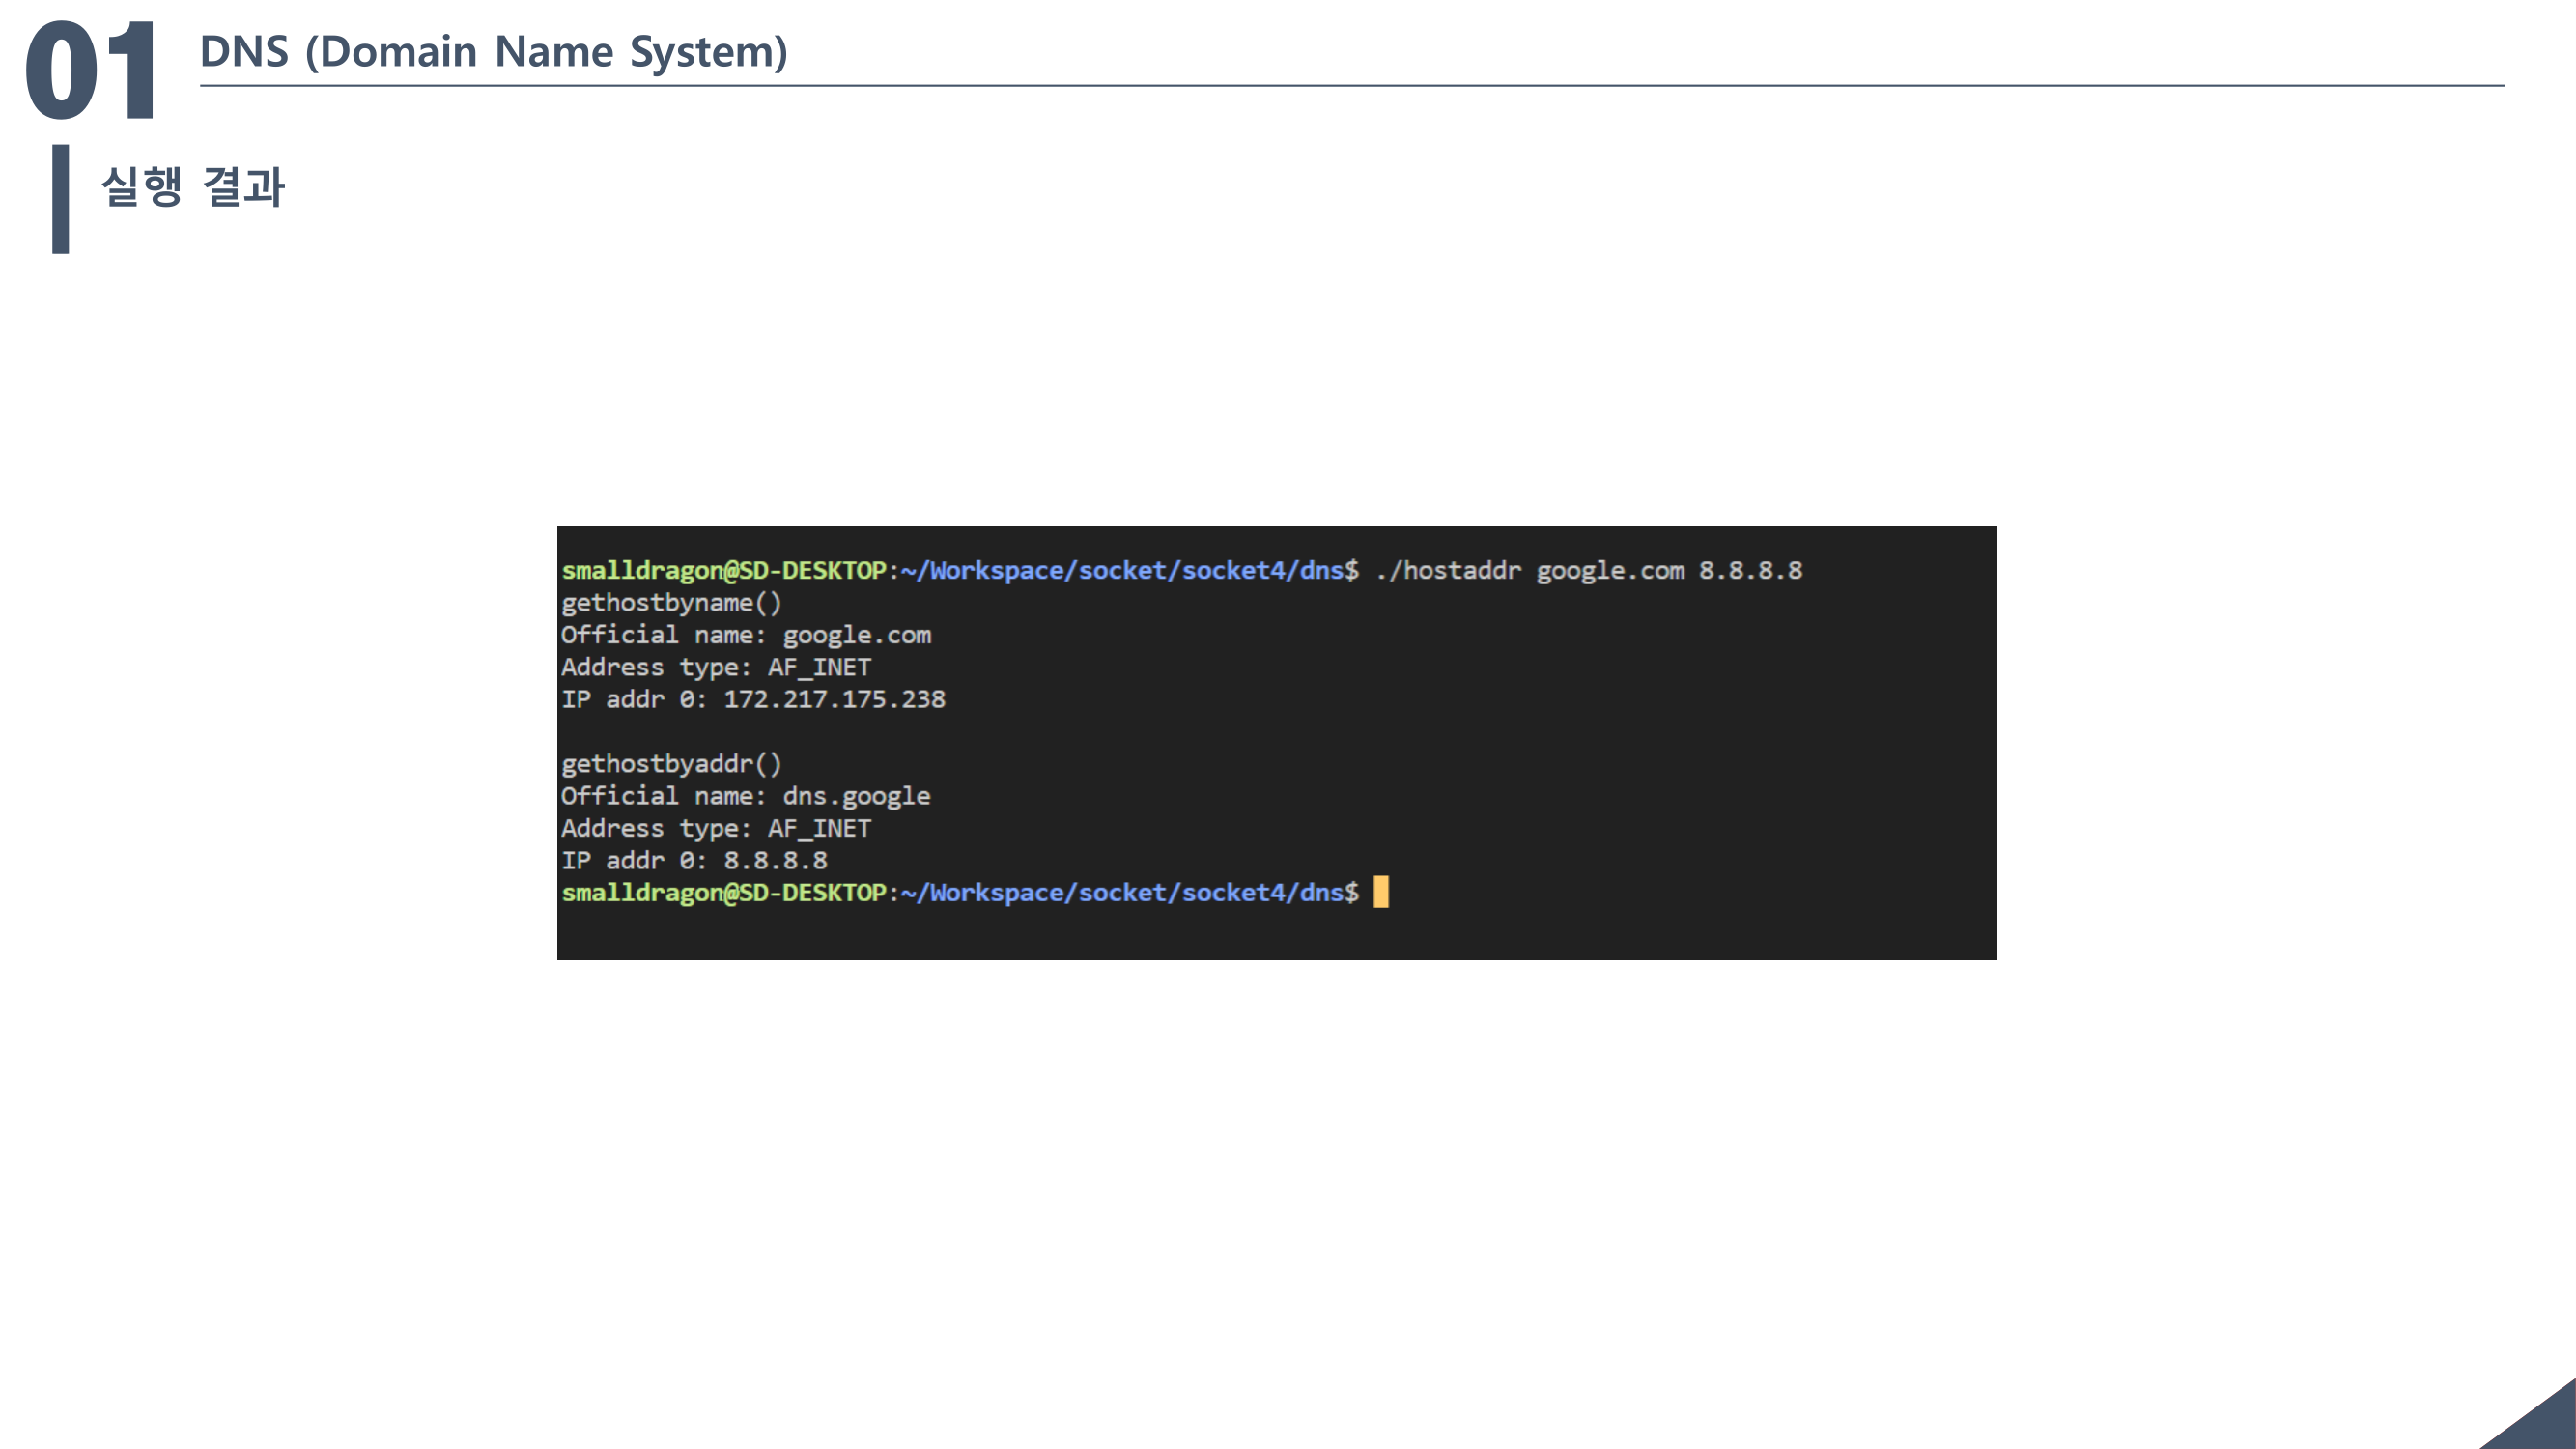 01
DNS (Domain Name System)
실행 결과
smalldragon@SD-DESKTOP:~/Workspace/socket/socket4/dns$ ./hostaddr google.com 8.8.8.8
gethostbyname()
Official name: google.com
Address type: AF_INET
IP addr 0: 172.217.175.238
gethostbyaddr()
Official name: dns.google
Address type: AF_INET
IP addr 0: 8.8.8.8
smalldragon@SD-DESKTOP:~/Workspace/socket/socket4/dns$